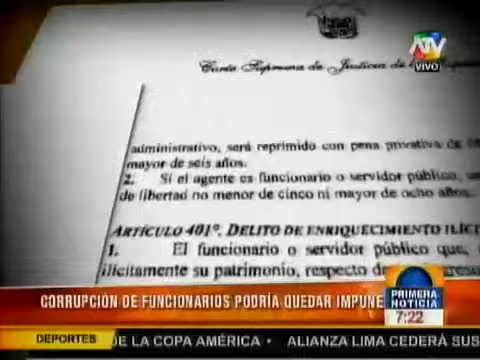 ATV
VIVO
Corte Suprema de Justicia de
administrativo, será reprimido con pena privativa de
mayor de seis años.
2. Si el agente es funcionario o servidor público,
de libertad no menor de cinco ni mayor de ocho años.
ARTÍCULO 401º. DELITO DE ENRIQUECIMIENTO
1. El funcionario o servidor público que,
ilícitamente su patrimonio, respecto
CORRUPCIÓN DE FUNCIONARIOS PODRÍA QUEDAR IMPUNE
PRIMERA
NOTICIA
7:22
DEPORTES
DE LA COPA AMÉRICA • ALIANZA LIMA CEDERÁ SUS